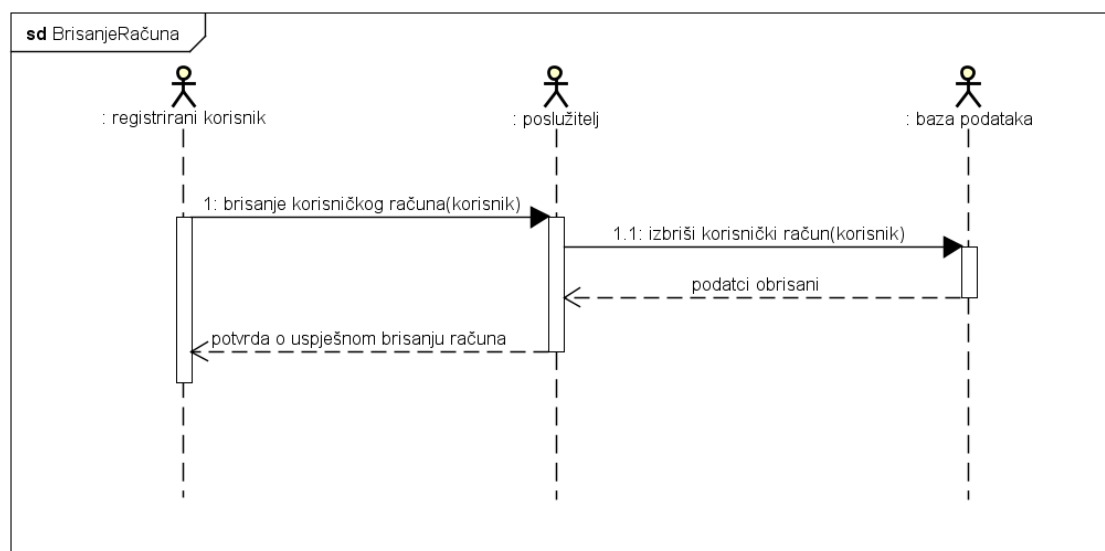 sd BrisanjeRačuna
: registrirani korisnik
: poslužitelj
: baza podataka
1: brisanje korisničkog računa(korisnik)
1.1: izbriši korisnički račun(korisnik)
podatci obrisani
potvrda o uspješnom brisanju računa